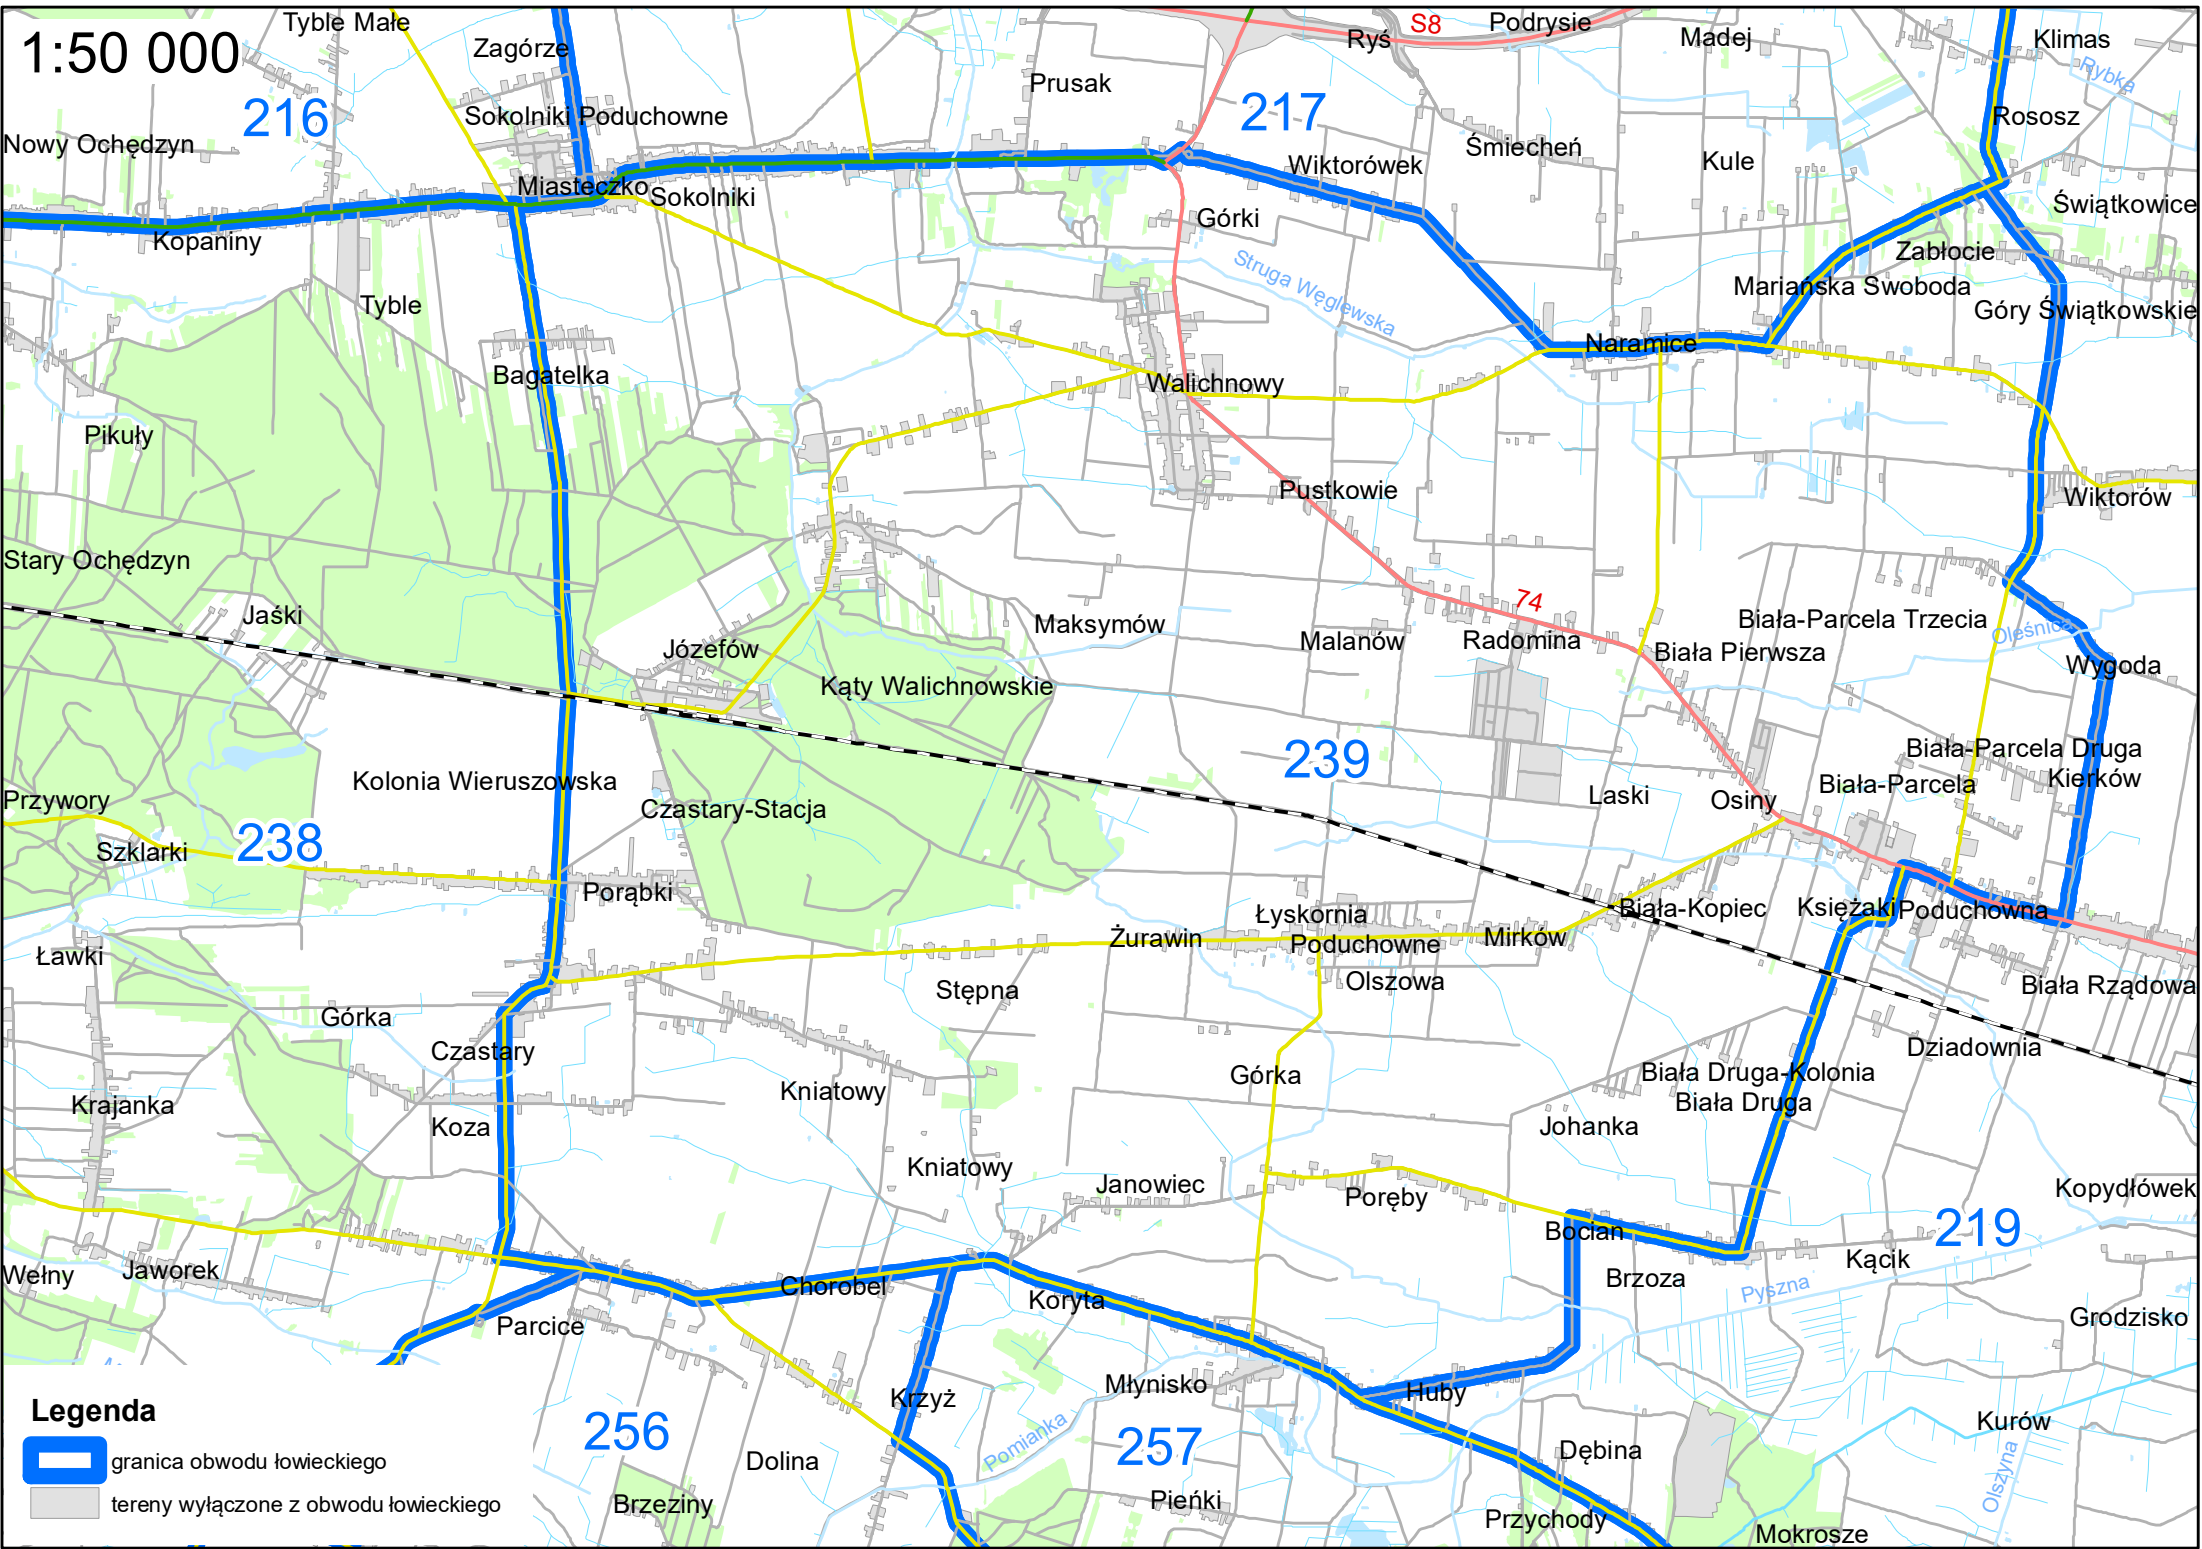 Tyble Małe
Zagórze
Ryś
S8
Podrysie
Madej
Klimas
1:50 000
Rybka
Prusak
216
Sokolniki Poduchowne
217
Rososz
Nowy Ochędzyn
Śmiecheń
Kule
Wiktorówek
Miasteczko
Sokolniki
Świątkowice
Górki
Kopaniny
Zabłocie
Struga Węglewska
Mariańska Swoboda
Tyble
Góry Świątkowskie
Naramice
Bagatelka
Walichnowy
Pikuły
Pustkowie
Wiktorów
Stary Ochędzyn
74
Jaśki
Maksymów
Biała-Parcela Trzecia
Oleśnica
Józefów
Malanów
Radomina
Biała Pierwsza
Wygoda
Kąty Walichnowskie
239
Biała-Parcela Druga
Kolonia Wieruszowska
Kierków
Biała-Parcela
Przywory
Czastary-Stacja
Laski
Osiny
238
Szklarki
Porąbki
Łyskornia
Biała-Kopiec
Księżaki
Poduchowna
Żurawin
Poduchowne
Mirków
Ławki
Olszowa
Stępna
Biała Rządowa
Górka
Czastary
Dziadownia
Górka
Biała Druga-Kolonia
Kniatowy
Krajanka
Biała Druga
Koza
Johanka
Kniatowy
Janowiec
Poręby
Kopydłówek
Bocian
219
Kącik
Wełny
Jaworek
Chorobel
Brzoza
Pyszna
Koryta
Grodzisko
Parcice
Młynisko
Huby
Krzyż
Legenda
Kurów
256
Pomianka
257
Dębina
granica obwodu łowieckiego
Dolina
Olszyna
tereny wyłączone z obwodu łowieckiego
Brzeziny
Pieńki
Przychody
Mokrosze